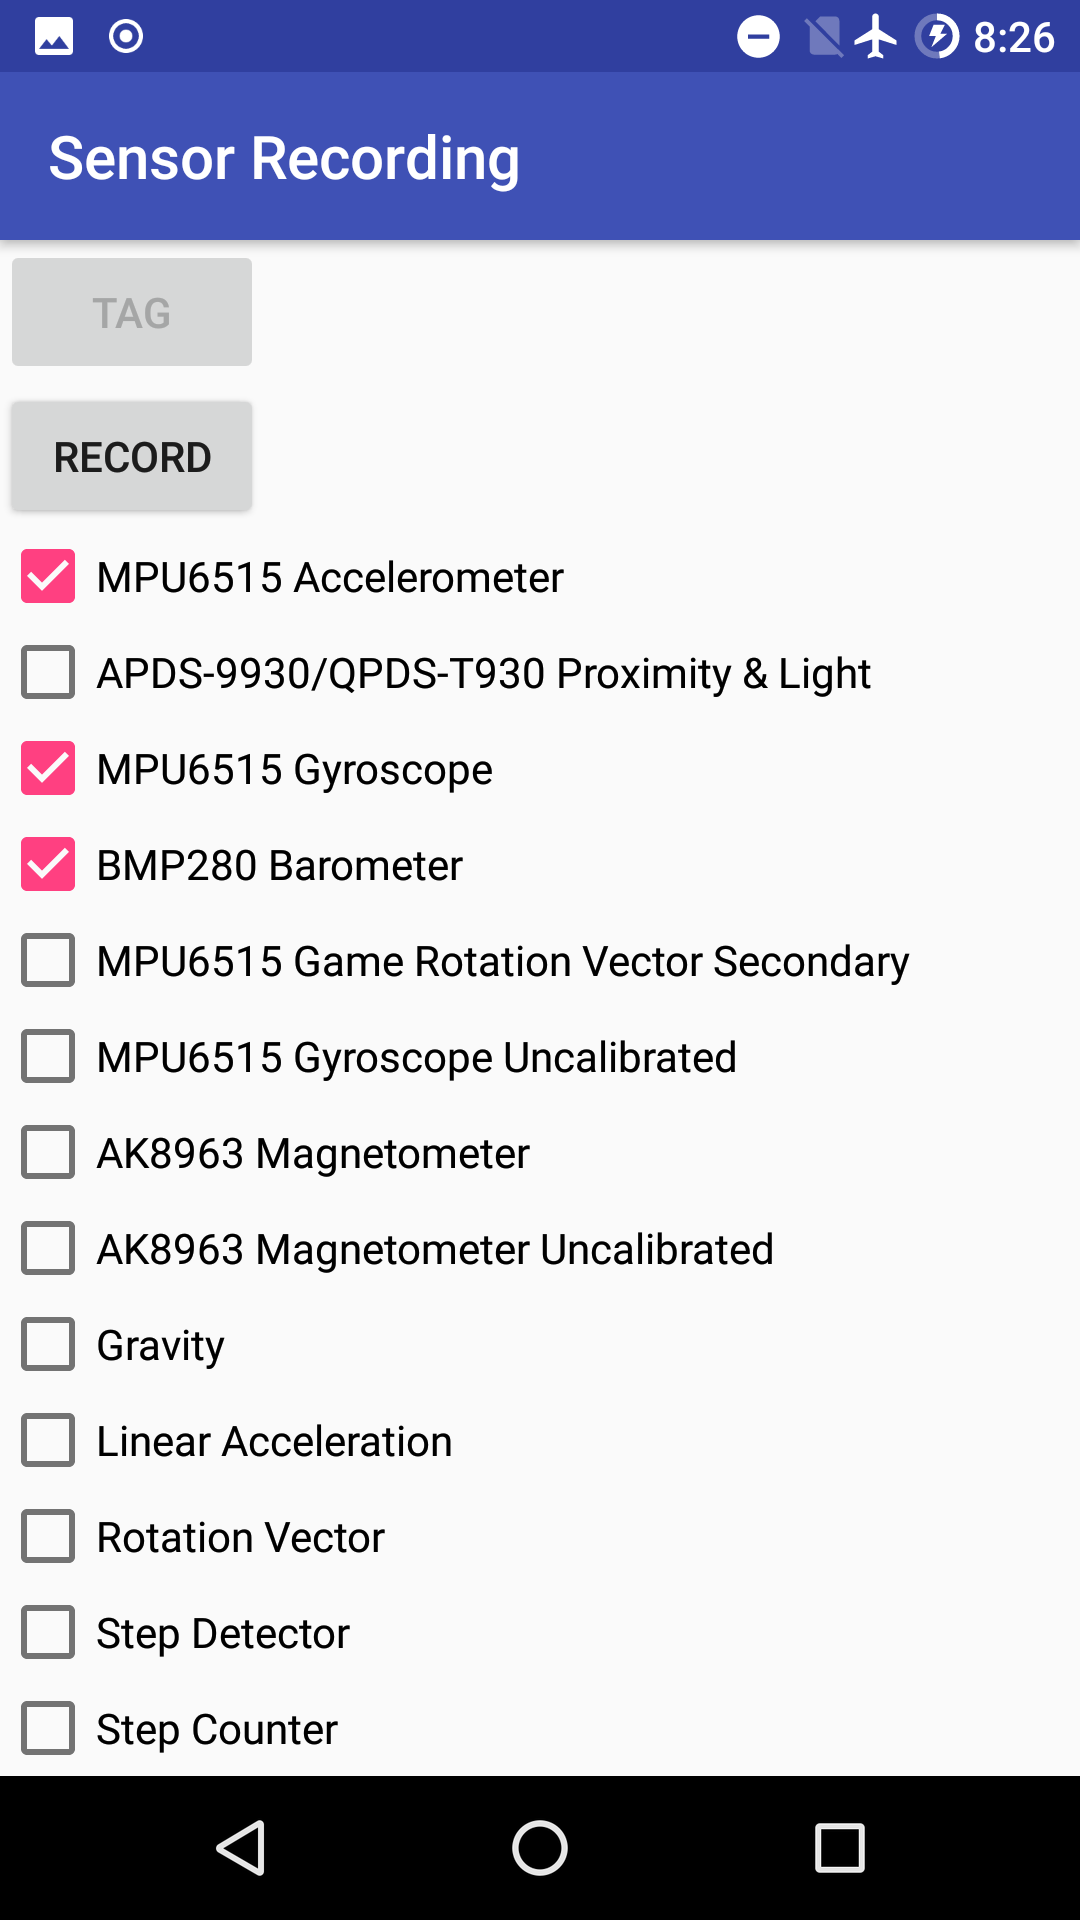 8:26
Sensor Recording
TAG
RECORD
MPU6515 Accelerometer
APDS-9930/QPDS-T930 Proximity & Light
MPU6515 Gyroscope
BMP280 Barometer
MPU6515 Game Rotation Vector Secondary
MPU6515 Gyroscope Uncalibrated
AK8963 Magnetometer
AK8963 Magnetometer Uncalibrated
Gravity
Linear Acceleration
Rotation Vector
Step Detector
Step Counter